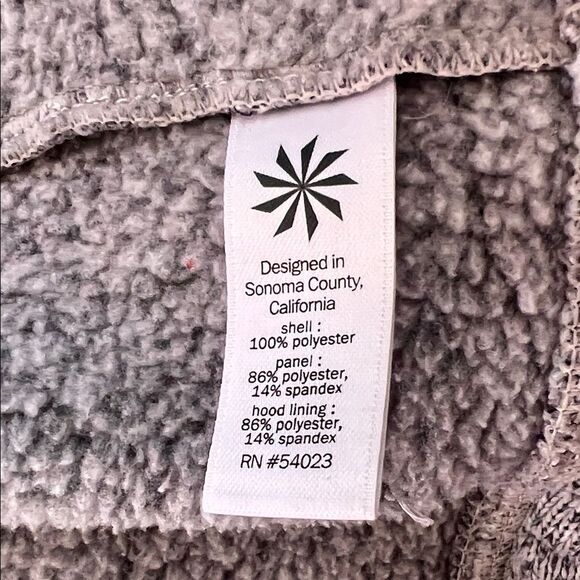 Designed in
Sonoma County,
California
shell :
100% polyester
panel :
86% polyester,
14% spandex
hood lining :
86% polyester,
14% spandex
RN #54023